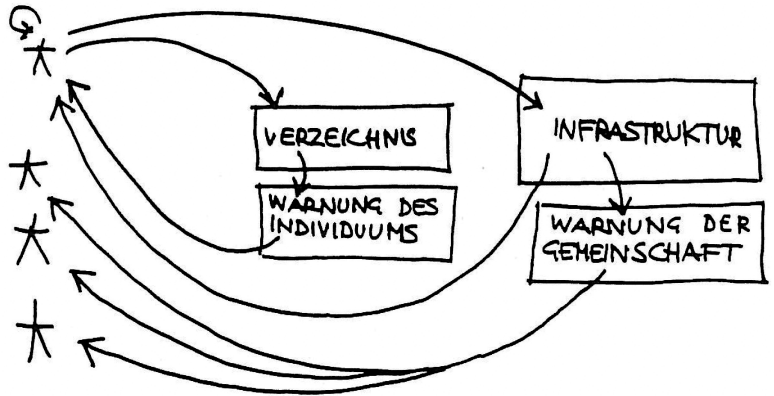 VERZEICHNIS
INFRASTRUKTUR
WARNUNG DES
INDIVIDUUMS
WARNUNG DER
GEMEINSCHAFT